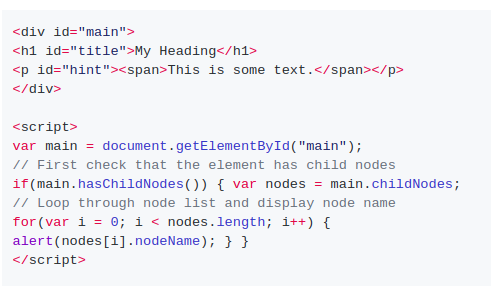 <div id="main">
<h1 id="title">My Heading</h1>
<p id="hint"><span>This is some text.</span></p>
</div>

<script>
var main = document.getElementById("main");
// First check that the element has child nodes
if(main.hasChildNodes()) { var nodes = main.childNodes;
// Loop through node list and display node name
for(var i = 0; i < nodes.length; i++) {
alert(nodes[i].nodeName); } }
</script>